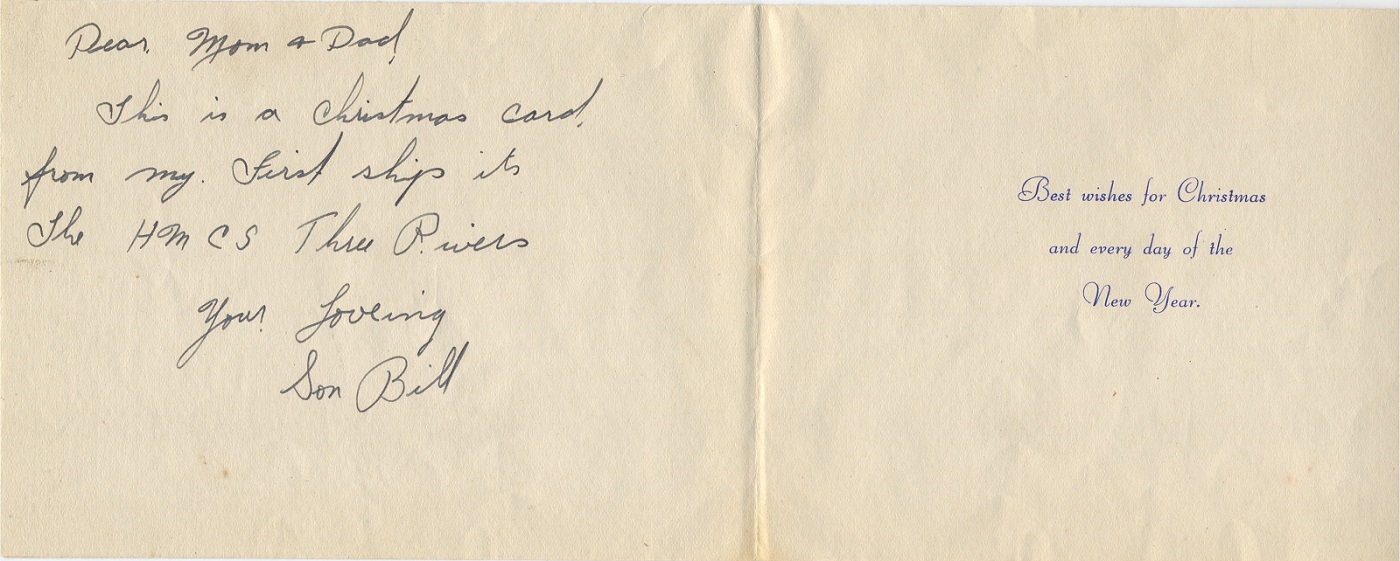 Dear. Mom & Dad,
This is a Christmas card,
from my. First ship its
The HMCS Three Rivers
Your Loveing
Son Bill
Best wishes for Christmas
and every day of the
New Year.